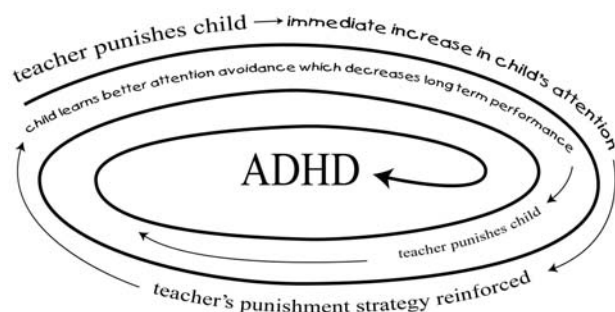 teacher punishes child
immediate increase in child's attention
teacher's punishment strategy reinforced
child learns better attention avoidance which decreases long term performance
teacher punishes child
ADHD